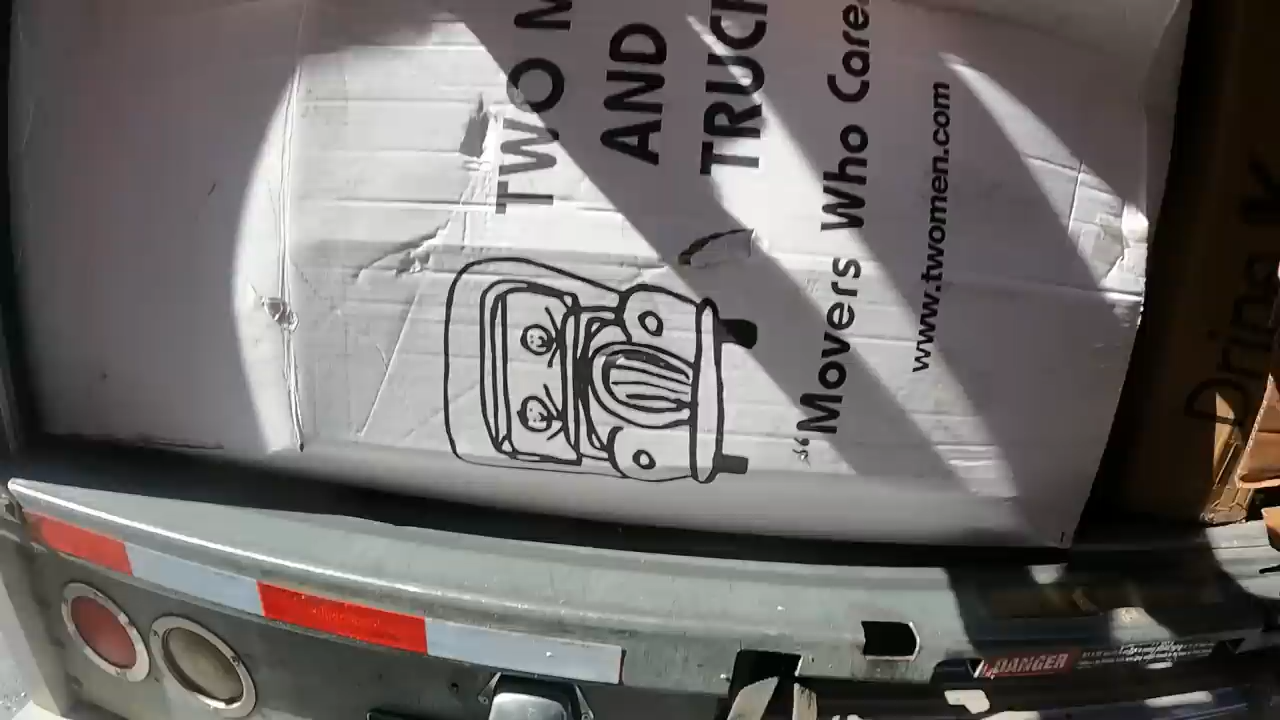 TWO M
AND
TRUCK
"Movers Who Care
www.twomen.com
DANGER